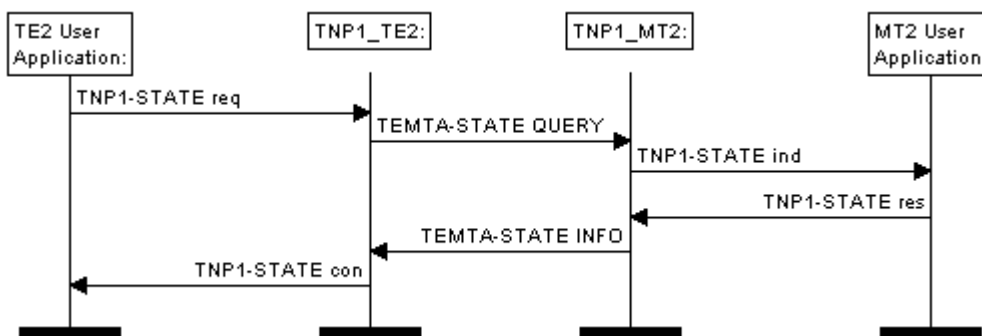 TE2 User
Application:
TNP1_TE2:
TNP1_MT2:
MT2 User
Application
TNP1-STATE req
TEMTA-STATE QUERY
TNP1-STATE ind
TNP1-STATE res
TEMTA-STATE INFO
TNP1-STATE con